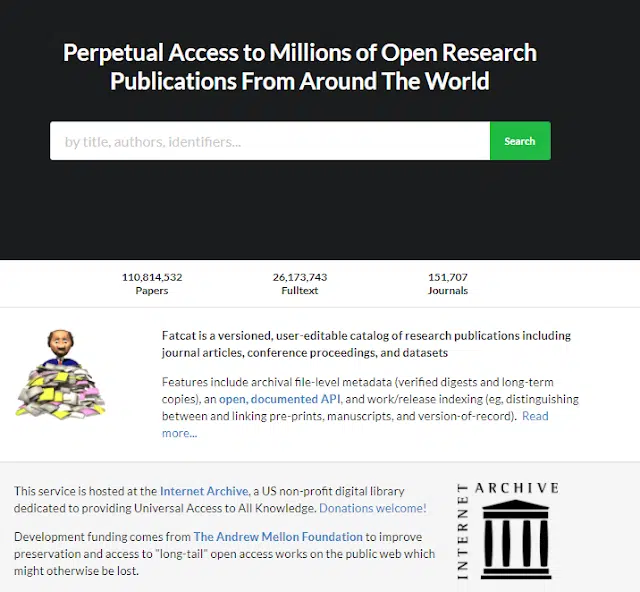 Perpetual Access to Millions of Open Research
Publications From Around The World
by title, authors, identifiers...
Search
110,814,532
Papers
26,173,743
Fulltext
151,707
Journals
Fatcat is a versioned, user-editable catalog of research publications including
journal articles, conference proceedings, and datasets
Features include archival file-level metadata (verified digests and long-term
copies), an open, documented API, and work/release indexing (eg, distinguishing
between and linking pre-prints, manuscripts, and version-of-record). Read
more...
This service is hosted at the Internet Archive, a US non-profit digital library
dedicated to providing Universal Access to All Knowledge. Donations welcome!
Development funding comes from The Andrew Mellon Foundation to improve
preservation and access to "long-tail" open access works on the public web which
might otherwise be lost.
INTERNET
ARCHIVE